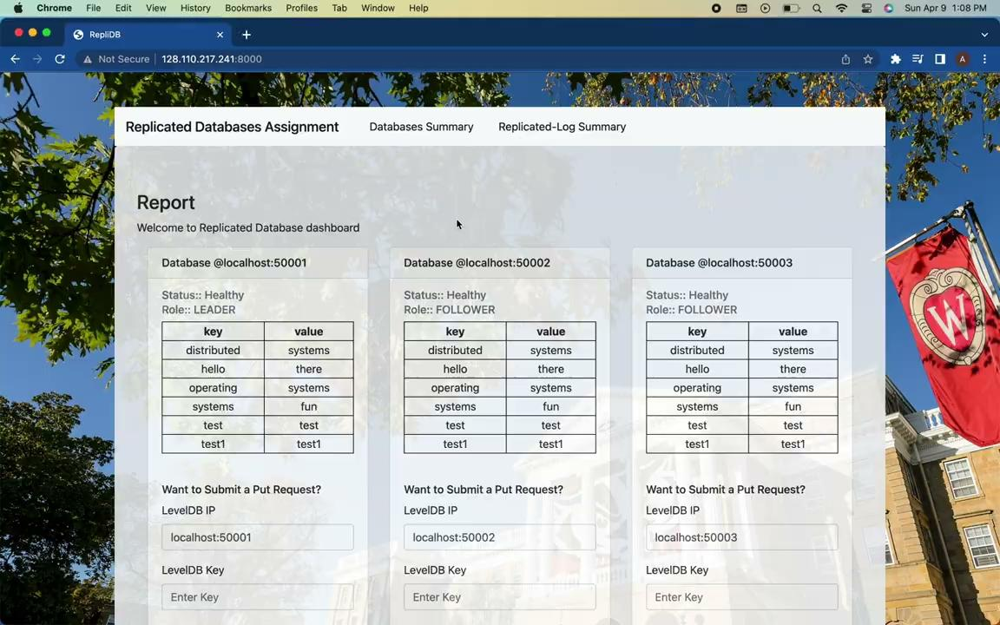 Chrome File Edit View History Bookmarks Profiles Tab Window Help Sun Apr 9 1:08 PM
RepliDB
Not Secure 128.110.217.241:8000 A
Replicated Databases Assignment Databases Summary Replicated-Log Summary
Report
Welcome to Replicated Database dashboard
Database @localhost:50001
Status:: Healthy
Role:: LEADER
key value
distributed systems
hello there
operating systems
systems fun
test test
test1 test1
Want to Submit a Put Request?
LevelDB IP
localhost:50001
LevelDB Key
Enter Key
Database @localhost:50002
Status:: Healthy
Role:: FOLLOWER
key value
distributed systems
hello there
operating systems
systems fun
test test
test1 test1
Want to Submit a Put Request?
LevelDB IP
localhost:50002
LevelDB Key
Enter Key
Database @localhost:50003
Status:: Healthy
Role:: FOLLOWER
key value
distributed systems
hello there
operating systems
systems fun
test test
test1 test1
Want to Submit a Put Request?
LevelDB IP
localhost:50003
LevelDB Key
Enter Key
W